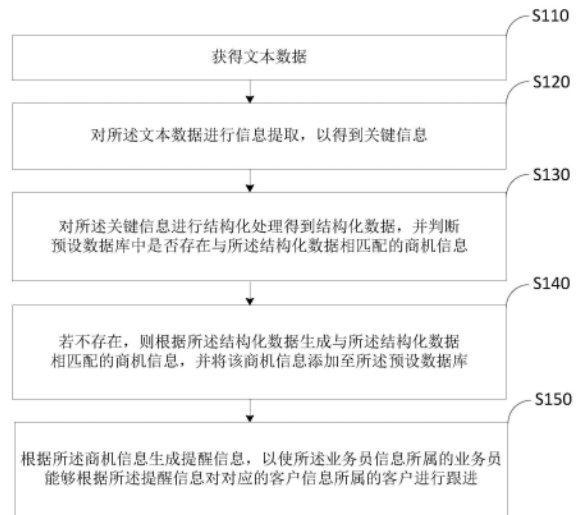 S110
获得文本数据
S120
对所述文本数据进行信息提取，以得到关键信息
S130
对所述关键信息进行结构化处理得到结构化数据，并判断
预设数据库中是否存在与所述结构化数据相匹配的商机信息
S140
若不存在，则根据所述结构化数据生成与所述结构化数据
相匹配的商机信息，并将该商机信息添加至所述预设数据库
S150
根据所述商机信息生成提醒信息，以使所述业务员信息所属的业务员
能够根据所述提醒信息对对应的客户信息所属的客户进行跟进